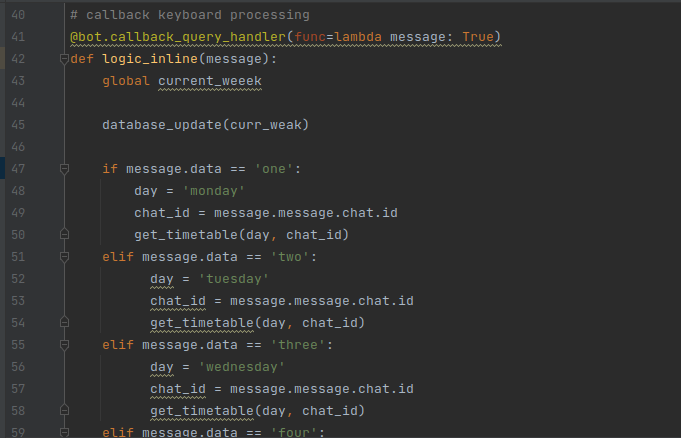 40 # callback keyboard processing
41 @bot.callback_query_handler(func=lambda message: True)
42 def logic_inline(message):
43     global current_weeek
44
45     database_update(curr_weak)
46
47     if message.data == 'one':
48         day = 'monday'
49         chat_id = message.message.chat.id
50         get_timetable(day, chat_id)
51     elif message.data == 'two':
52           day = 'tuesday'
53           chat_id = message.message.chat.id
54           get_timetable(day, chat_id)
55     elif message.data == 'three':
56           day = 'wednesday'
57           chat_id = message.message.chat.id
58           get_timetable(day, chat_id)
59     elif message.data == 'four':